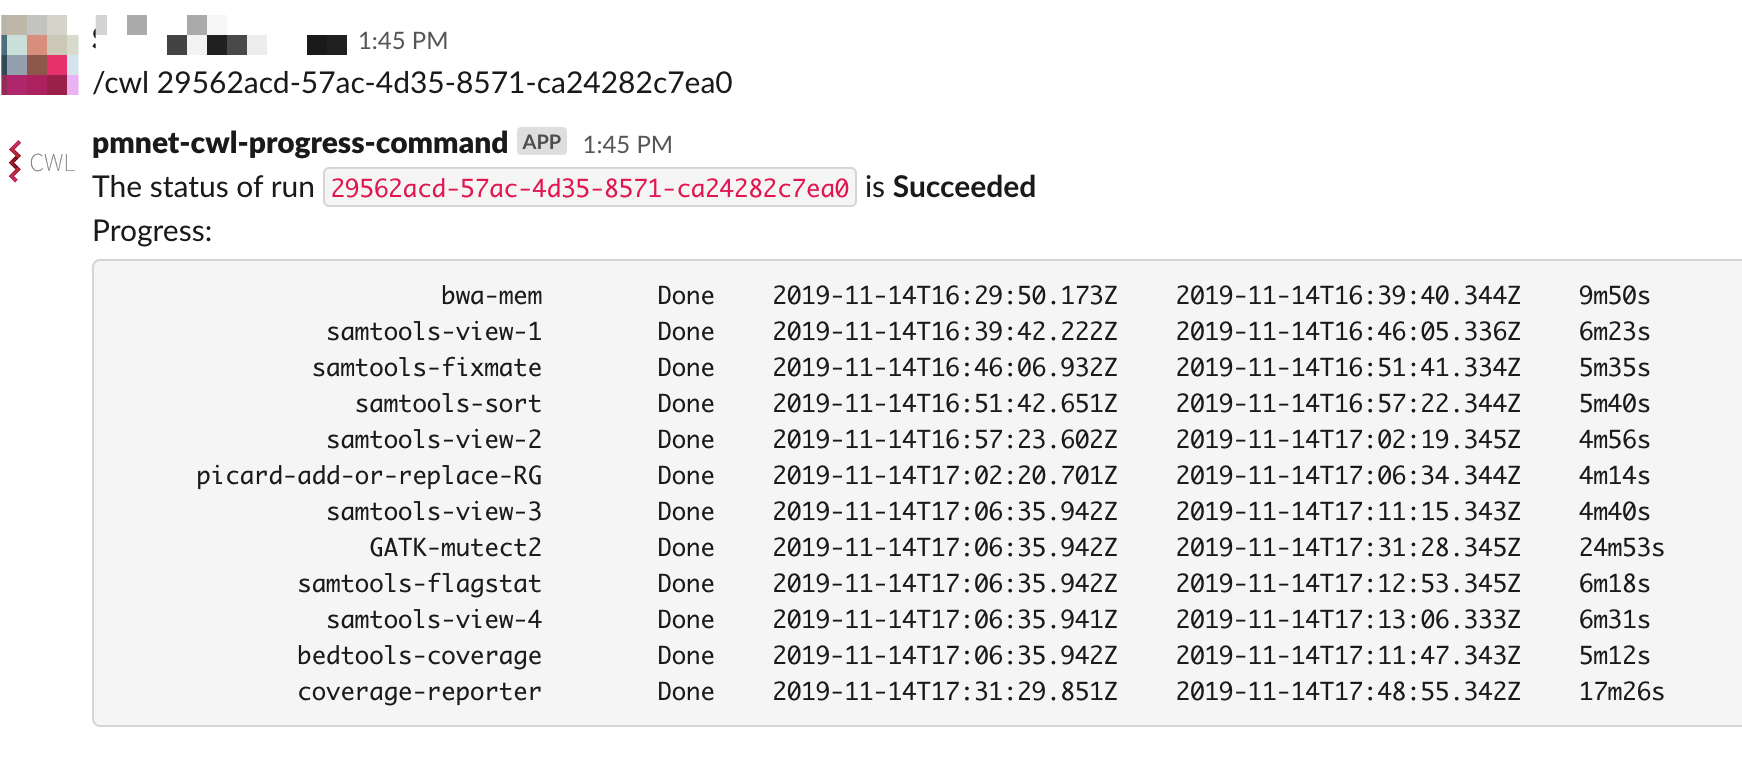 1:45 PM
/cwl 29562acd-57ac-4d35-8571-ca24282c7ea0
CWL
pmnet-cwl-progress-command APP 1:45 PM
The status of run 29562acd-57ac-4d35-8571-ca24282c7ea0 is Succeeded
Progress:
bwa-mem Done 2019-11-14T16:29:50.173Z 2019-11-14T16:39:40.344Z 9m50s
samtools-view-1 Done 2019-11-14T16:39:42.222Z 2019-11-14T16:46:05.336Z 6m23s
samtools-fixmate Done 2019-11-14T16:46:06.932Z 2019-11-14T16:51:41.334Z 5m35s
samtools-sort Done 2019-11-14T16:51:42.651Z 2019-11-14T16:57:22.344Z 5m40s
samtools-view-2 Done 2019-11-14T16:57:23.602Z 2019-11-14T17:02:19.345Z 4m56s
picard-add-or-replace-RG Done 2019-11-14T17:02:20.701Z 2019-11-14T17:06:34.344Z 4m14s
samtools-view-3 Done 2019-11-14T17:06:35.942Z 2019-11-14T17:11:15.343Z 4m40s
GATK-mutect2 Done 2019-11-14T17:06:35.942Z 2019-11-14T17:31:28.345Z 24m53s
samtools-flagstat Done 2019-11-14T17:06:35.942Z 2019-11-14T17:12:53.345Z 6m18s
samtools-view-4 Done 2019-11-14T17:06:35.941Z 2019-11-14T17:13:06.333Z 6m31s
bedtools-coverage Done 2019-11-14T17:06:35.942Z 2019-11-14T17:11:47.343Z 5m12s
coverage-reporter Done 2019-11-14T17:31:29.851Z 2019-11-14T17:48:55.342Z 17m26s